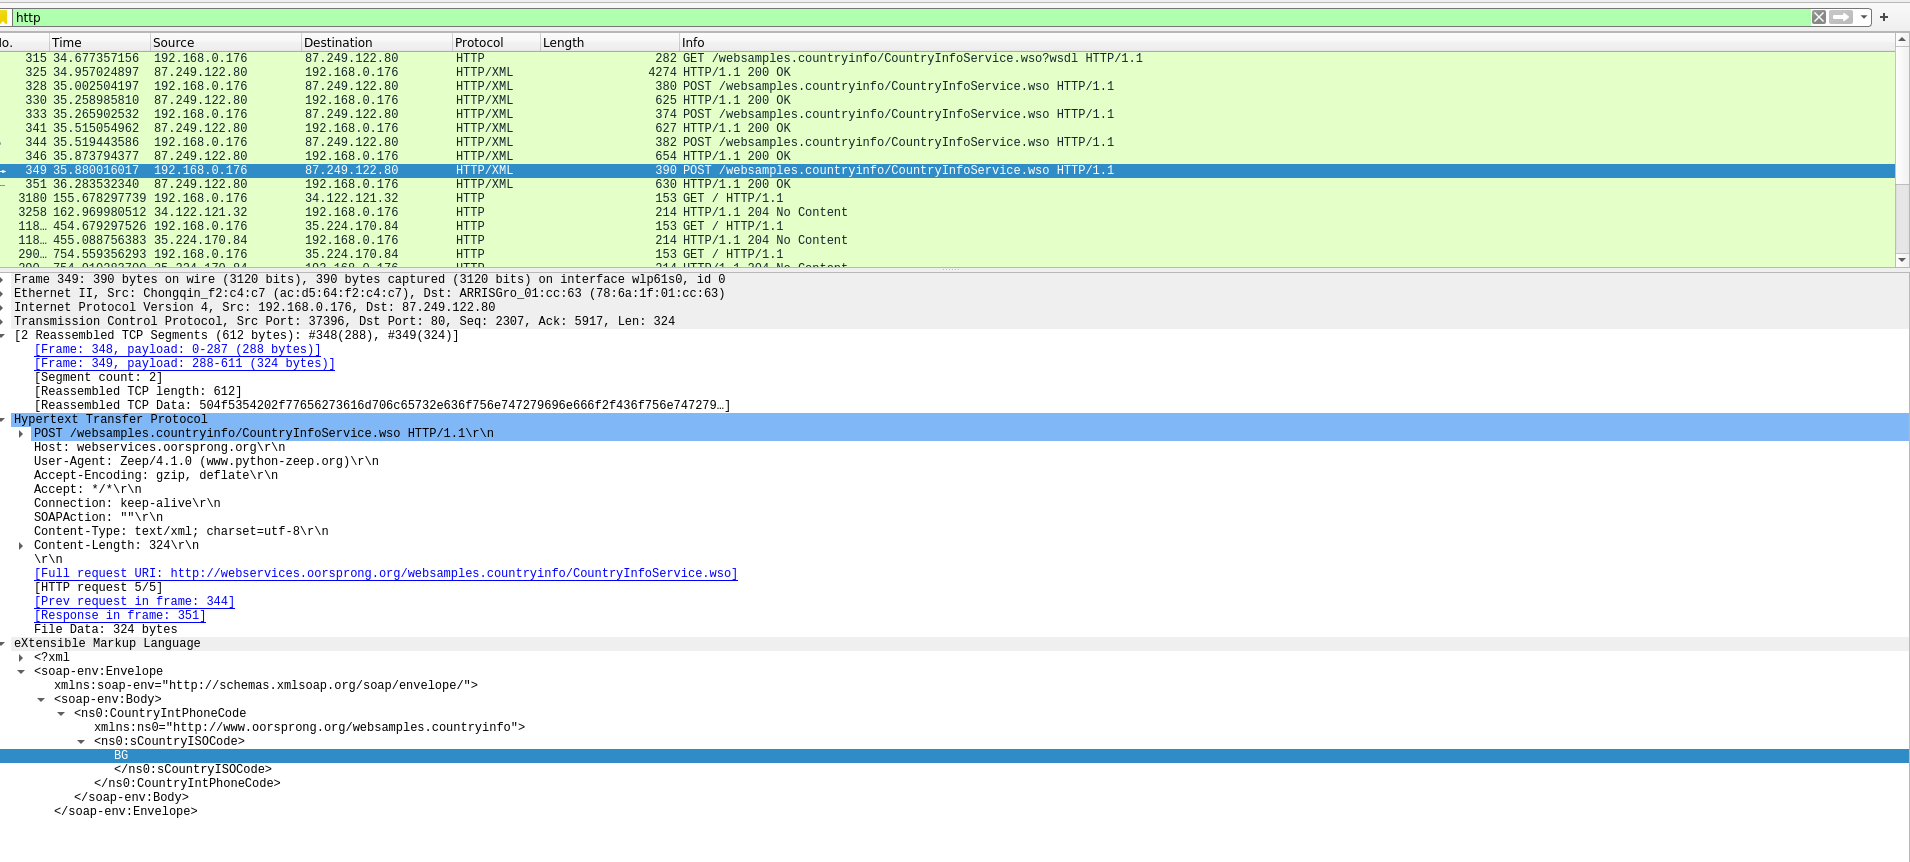 http
No. Time Source Destination Protocol Length Info
315 34.677357156 192.168.0.176 87.249.122.80 HTTP 282 GET /websamples.countryinfo/CountryInfoService.wso?wsdl HTTP/1.1
325 34.957024897 87.249.122.80 192.168.0.176 HTTP/XML 4274 HTTP/1.1 200 OK
328 35.002504197 192.168.0.176 87.249.122.80 HTTP/XML 380 POST /websamples.countryinfo/CountryInfoService.wso HTTP/1.1
330 35.258985810 87.249.122.80 192.168.0.176 HTTP/XML 625 HTTP/1.1 200 OK
333 35.265902532 192.168.0.176 87.249.122.80 HTTP/XML 374 POST /websamples.countryinfo/CountryInfoService.wso HTTP/1.1
341 35.515054962 87.249.122.80 192.168.0.176 HTTP/XML 627 HTTP/1.1 200 OK
344 35.519443586 192.168.0.176 87.249.122.80 HTTP/XML 382 POST /websamples.countryinfo/CountryInfoService.wso HTTP/1.1
346 35.873794377 87.249.122.80 192.168.0.176 HTTP/XML 654 HTTP/1.1 200 OK
349 35.880016017 192.168.0.176 87.249.122.80 HTTP/XML 390 POST /websamples.countryinfo/CountryInfoService.wso HTTP/1.1
351 36.283532340 87.249.122.80 192.168.0.176 HTTP/XML 630 HTTP/1.1 200 OK
3180 155.678297739 192.168.0.176 34.122.121.32 HTTP 153 GET / HTTP/1.1
3258 162.969980512 34.122.121.32 192.168.0.176 HTTP 214 HTTP/1.1 204 No Content
118… 454.679297526 192.168.0.176 35.224.170.84 HTTP 153 GET / HTTP/1.1
118… 455.088756383 35.224.170.84 192.168.0.176 HTTP 214 HTTP/1.1 204 No Content
290… 754.559356293 192.168.0.176 35.224.170.84 HTTP 153 GET / HTTP/1.1
35.224.170.84 192.168.0.176 HTTP 214 HTTP/1.1 204 No Content
Frame 349: 390 bytes on wire (3120 bits), 390 bytes captured (3120 bits) on interface wlp61s0, id 0
Ethernet II, Src: Chongqin_f2:c4:c7 (ac:d5:64:f2:c4:c7), Dst: ARRISGro_01:cc:63 (78:6a:1f:01:cc:63)
Internet Protocol Version 4, Src: 192.168.0.176, Dst: 87.249.122.80
Transmission Control Protocol, Src Port: 37396, Dst Port: 80, Seq: 2307, Ack: 5917, Len: 324
[2 Reassembled TCP Segments (612 bytes): #348(288), #349(324)]
[Frame: 348, payload: 0-287 (288 bytes)]
[Frame: 349, payload: 288-611 (324 bytes)]
[Segment count: 2]
[Reassembled TCP length: 612]
[Reassembled TCP Data: 504f5354202f77656273616d706c65732e636f756e747279696e666f2f436f756e747279…]
Hypertext Transfer Protocol
POST /websamples.countryinfo/CountryInfoService.wso HTTP/1.1\r\n
Host: webservices.oorsprong.org\r\n
User-Agent: Zeep/4.1.0 (www.python-zeep.org)\r\n
Accept-Encoding: gzip, deflate\r\n
Accept: */*\r\n
Connection: keep-alive\r\n
SOAPAction: ""\r\n
Content-Type: text/xml; charset=utf-8\r\n
Content-Length: 324\r\n
\r\n
[Full request URI: http://webservices.oorsprong.org/websamples.countryinfo/CountryInfoService.wso]
[HTTP request 5/5]
[Prev request in frame: 344]
[Response in frame: 351]
File Data: 324 bytes
eXtensible Markup Language
<?xml
<soap-env:Envelope
xmlns:soap-env="http://schemas.xmlsoap.org/soap/envelope/">
<soap-env:Body>
<ns0:CountryIntPhoneCode
xmlns:ns0="http://www.oorsprong.org/websamples.countryinfo">
<ns0:sCountryISOCode>
BG
</ns0:sCountryISOCode>
</ns0:CountryIntPhoneCode>
</soap-env:Body>
</soap-env:Envelope>